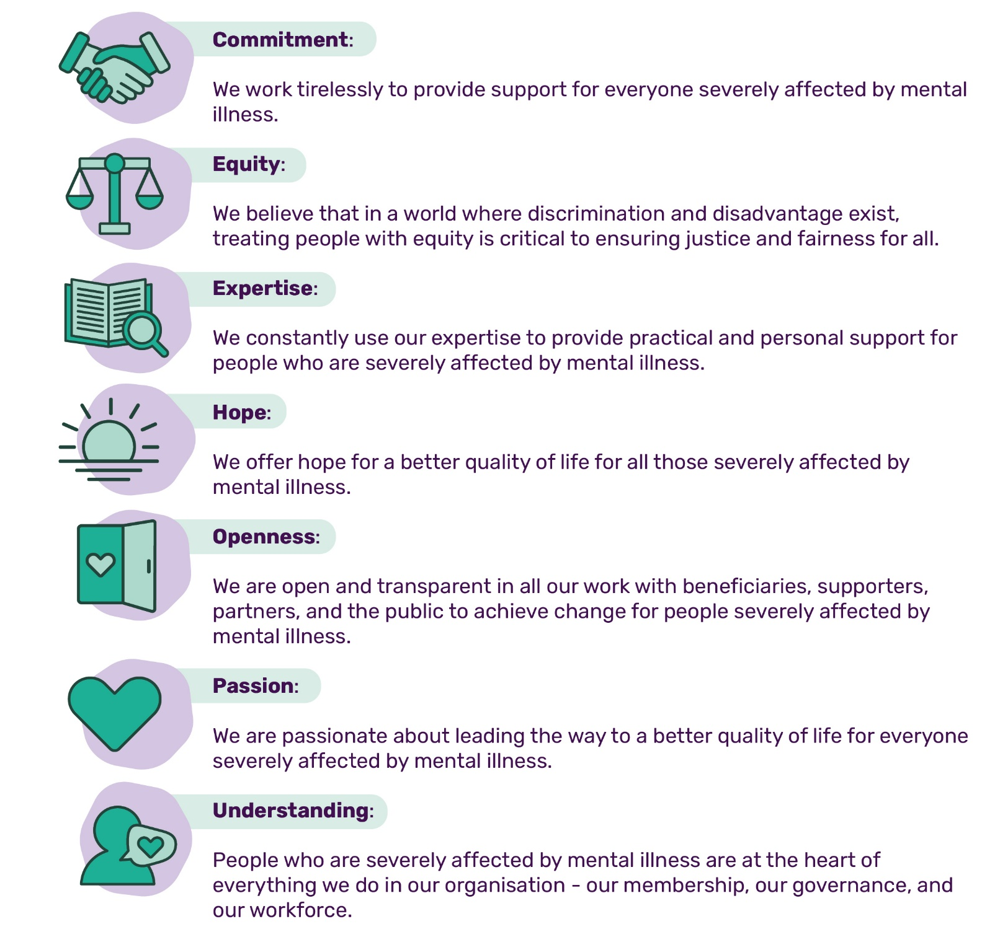 Commitment:
We work tirelessly to provide support for everyone severely affected by mental
illness.
Equity:
We believe that in a world where discrimination and disadvantage exist,
treating people with equity is critical to ensuring justice and fairness for all.
Expertise:
We constantly use our expertise to provide practical and personal support for
people who are severely affected by mental illness.
Hope:
We offer hope for a better quality of life for all those severely affected by
mental illness.
Openness:
We are open and transparent in all our work with beneficiaries, supporters,
partners, and the public to achieve change for people severely affected by
mental illness.
Passion:
We are passionate about leading the way to a better quality of life for everyone
severely affected by mental illness.
Understanding:
People who are severely affected by mental illness are at the heart of
everything we do in our organisation - our membership, our governance, and
our workforce.